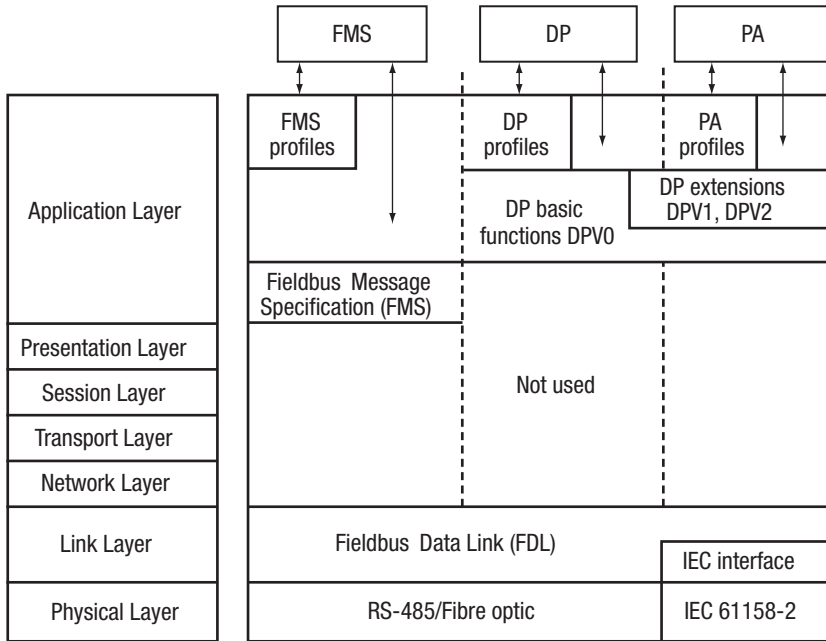 FMS
DP
PA
FMS
profiles
DP
profiles
PA
profiles
Application Layer
DP basic
functions DPV0
DP extensions
DPV1, DPV2
Fieldbus Message
Specification (FMS)
Presentation Layer
Session Layer
Not used
Transport Layer
Network Layer
Link Layer
Fieldbus Data Link (FDL)
IEC interface
Physical Layer
RS-485/Fibre optic
IEC 61158-2